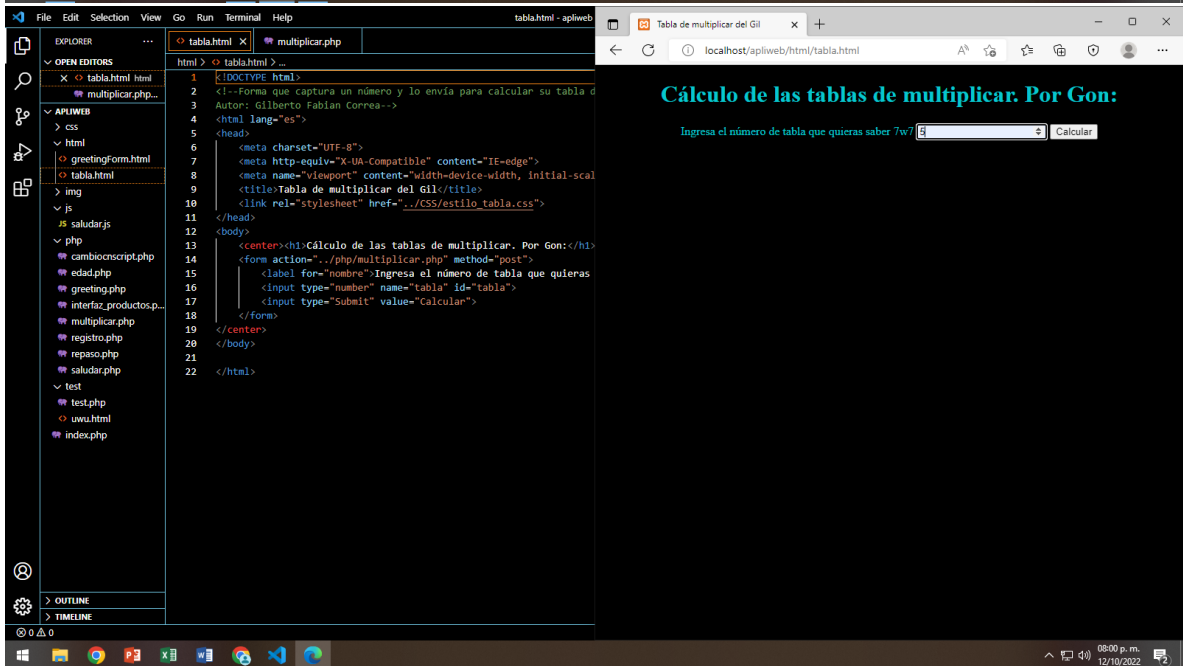 File Edit Selection View Go Run Terminal Help
tabla.html - apliweb
EXPLORER
OPEN EDITORS
tabla.html html
multiplicar.php...
APLIWEB
css
html
greetingForm.html
tabla.html
img
js
JS saludar.js
php
cambiocnscript.php
edad.php
greeting.php
interfaz_productos.p...
multiplicar.php
registro.php
repaso.php
saludar.php
test
test.php
uwu.html
index.php
OUTLINE
TIMELINE
0 0
tabla.html
multiplicar.php
html > tabla.html > ...
1 <!DOCTYPE html>
2 <!--Forma que captura un número y lo envía para calcular su tabla d
3 Autor: Gilberto Fabian Correa-->
4 <html lang="es">
5 <head>
6 <meta charset="UTF-8">
7 <meta http-equiv="X-UA-Compatible" content="IE=edge">
8 <meta name="viewport" content="width=device-width, initial-scal
9 <title>Tabla de multiplicar del Gil</title>
10 <link rel="stylesheet" href="../CSS/estilo_tabla.css">
11 </head>
12 <body>
13 <center><h1>Cálculo de las tablas de multiplicar. Por Gon:</h1>
14 <form action="../php/multiplicar.php" method="post">
15 <label for="nombre">Ingresa el número de tabla que quieras
16 <input type="number" name="tabla" id="tabla">
17 <input type="Submit" value="Calcular">
18 </form>
19 </center>
20 </body>
21
22 </html>
Tabla de multiplicar del Gil
localhost/apliweb/html/tabla.html
Cálculo de las tablas de multiplicar. Por Gon:
Ingresa el número de tabla que quieras saber 7w7 5 Calcular
08:00 p. m.
12/10/2022
2